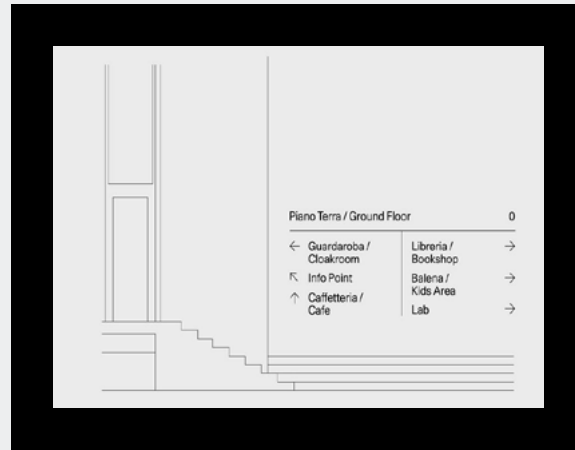 Piano Terra / Ground Floor 0
← Guardaroba /
Cloakroom
↖ Info Point
↑ Caffetteria /
Cafe
Libreria / →
Bookshop
Balena / →
Kids Area
Lab →